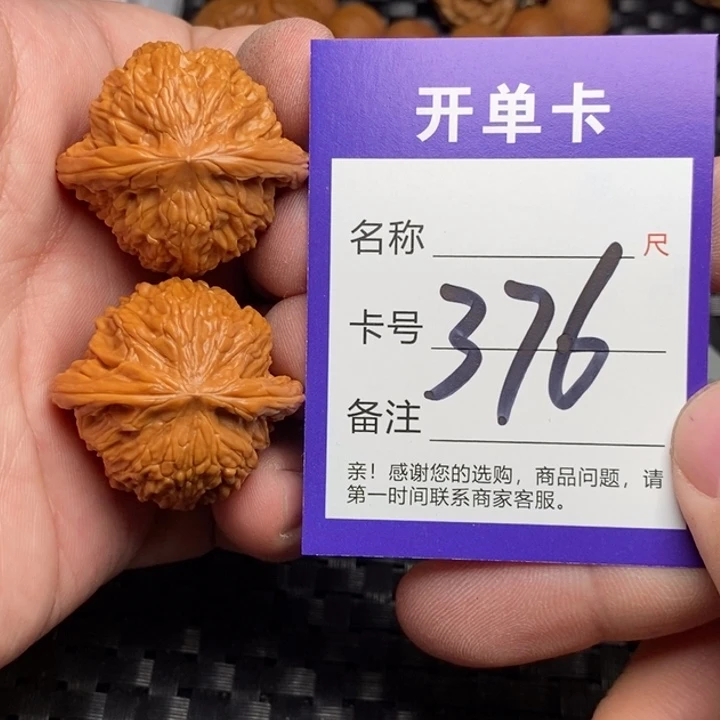 开单卡
名称 尺
卡号 376
备注
亲！感谢您的选购，商品问题，请
第一时间联系商家客服。